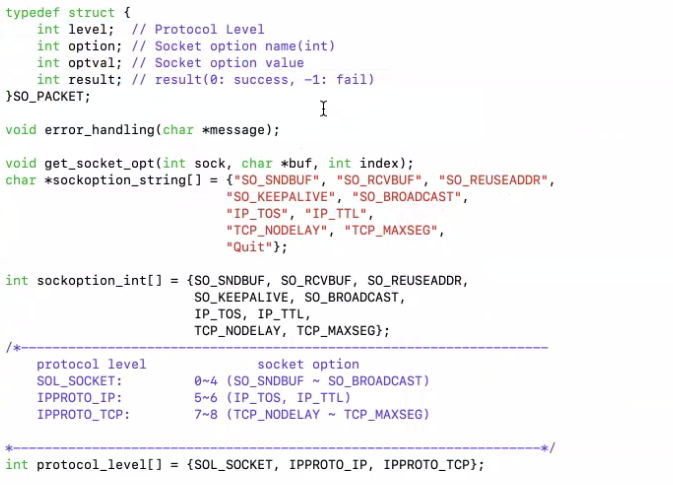 typedef struct {
    int level;  // Protocol Level
    int option; // Socket option name(int)
    int optval; // Socket option value
    int result; // result(0: success, -1: fail)
}SO_PACKET;
void error_handling(char *message);
void get_socket_opt(int sock, char *buf, int index);
char *sockoption_string[] = {"SO_SNDBUF", "SO_RCVBUF", "SO_REUSEADDR",
                            "SO_KEEPALIVE", "SO_BROADCAST",
                            "IP_TOS", "IP_TTL",
                            "TCP_NODELAY", "TCP_MAXSEG",
                            "Quit"};
int sockoption_int[] = {SO_SNDBUF, SO_RCVBUF, SO_REUSEADDR,
                        SO_KEEPALIVE, SO_BROADCAST,
                        IP_TOS, IP_TTL,
                        TCP_NODELAY, TCP_MAXSEG};
/*-------------------------------------------------------------------
    protocol level              socket option
    SOL_SOCKET:         0~4 (SO_SNDBUF ~ SO_BROADCAST)
    IPPROTO_IP:         5~6 (IP_TOS, IP_TTL)
    IPPROTO_TCP:        7~8 (TCP_NODELAY ~ TCP_MAXSEG)
*-------------------------------------------------------------------*/
int protocol_level[] = {SOL_SOCKET, IPPROTO_IP, IPPROTO_TCP};